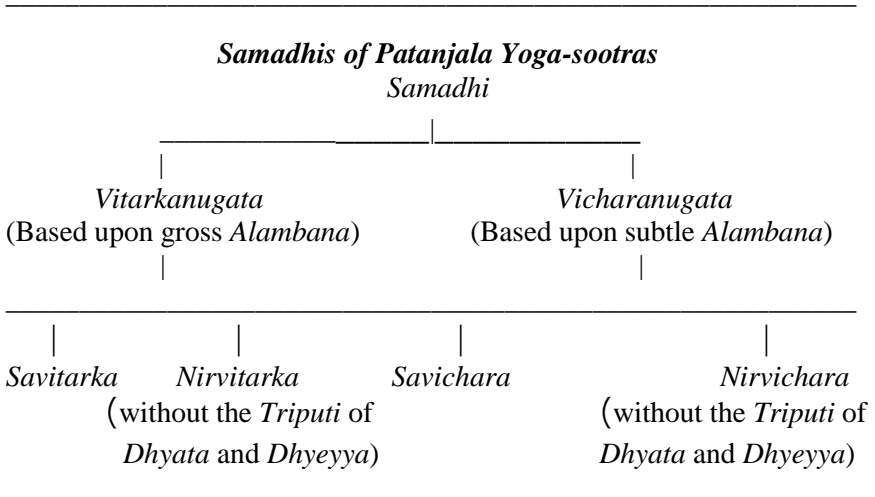 Samadhis of Patanjala Yoga-sootras
Samadhi
Vitarkanugata Vicharanugata
(Based upon gross Alambana) (Based upon subtle Alambana)
Savitarka Nirvitarka Savichara Nirvichara
(without the Triputi of (without the Triputi of
Dhyata and Dhyeyya) Dhyata and Dhyeyya)